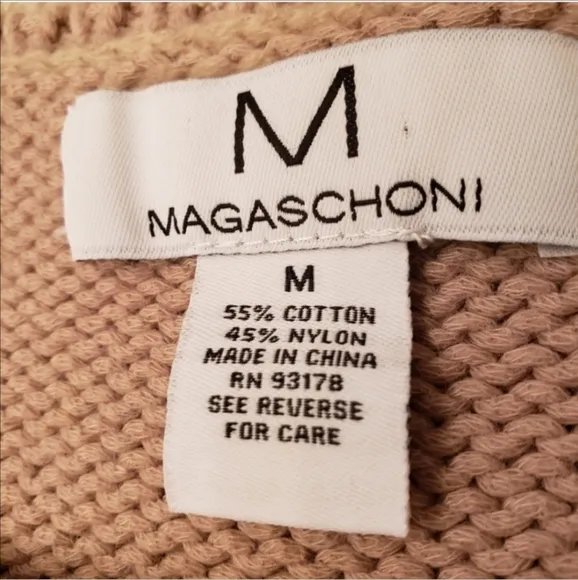 M
MAGASCHONI
M
55% COTTON
45% NYLON
MADE IN CHINA
RN 93178
SEE REVERSE
FOR CARE